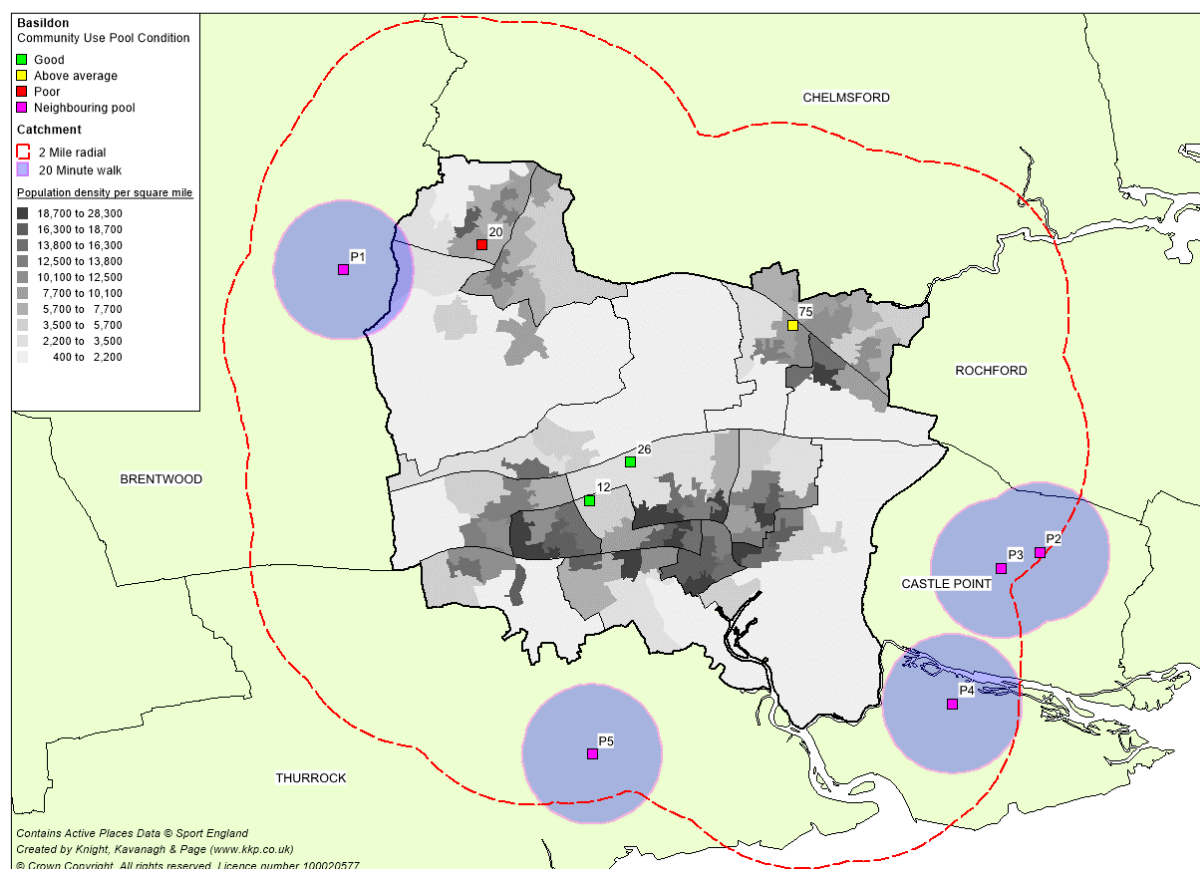 Basildon
Community Use Pool Condition
Good
Above average
Poor
Neighbouring pool
Catchment
2 Mile radial
20 Minute walk
Population density per square mile
18,700 to 28,300
16,300 to 18,700
13,800 to 16,300
12,500 to 13,800
10,100 to 12,500
7,700 to 10,100
5,700 to 7,700
3,500 to 5,700
2,200 to 3,500
400 to 2,200
CHELMSFORD
20
P1
75
ROCHFORD
26
BRENTWOOD
12
P2
P3
CASTLE POINT
P4
P5
THURROCK
Contains Active Places Data © Sport England
Created by Knight, Kavanagh & Page (www.kkp.co.uk)
© Crown Copyright. All rights reserved. Licence number 100020577